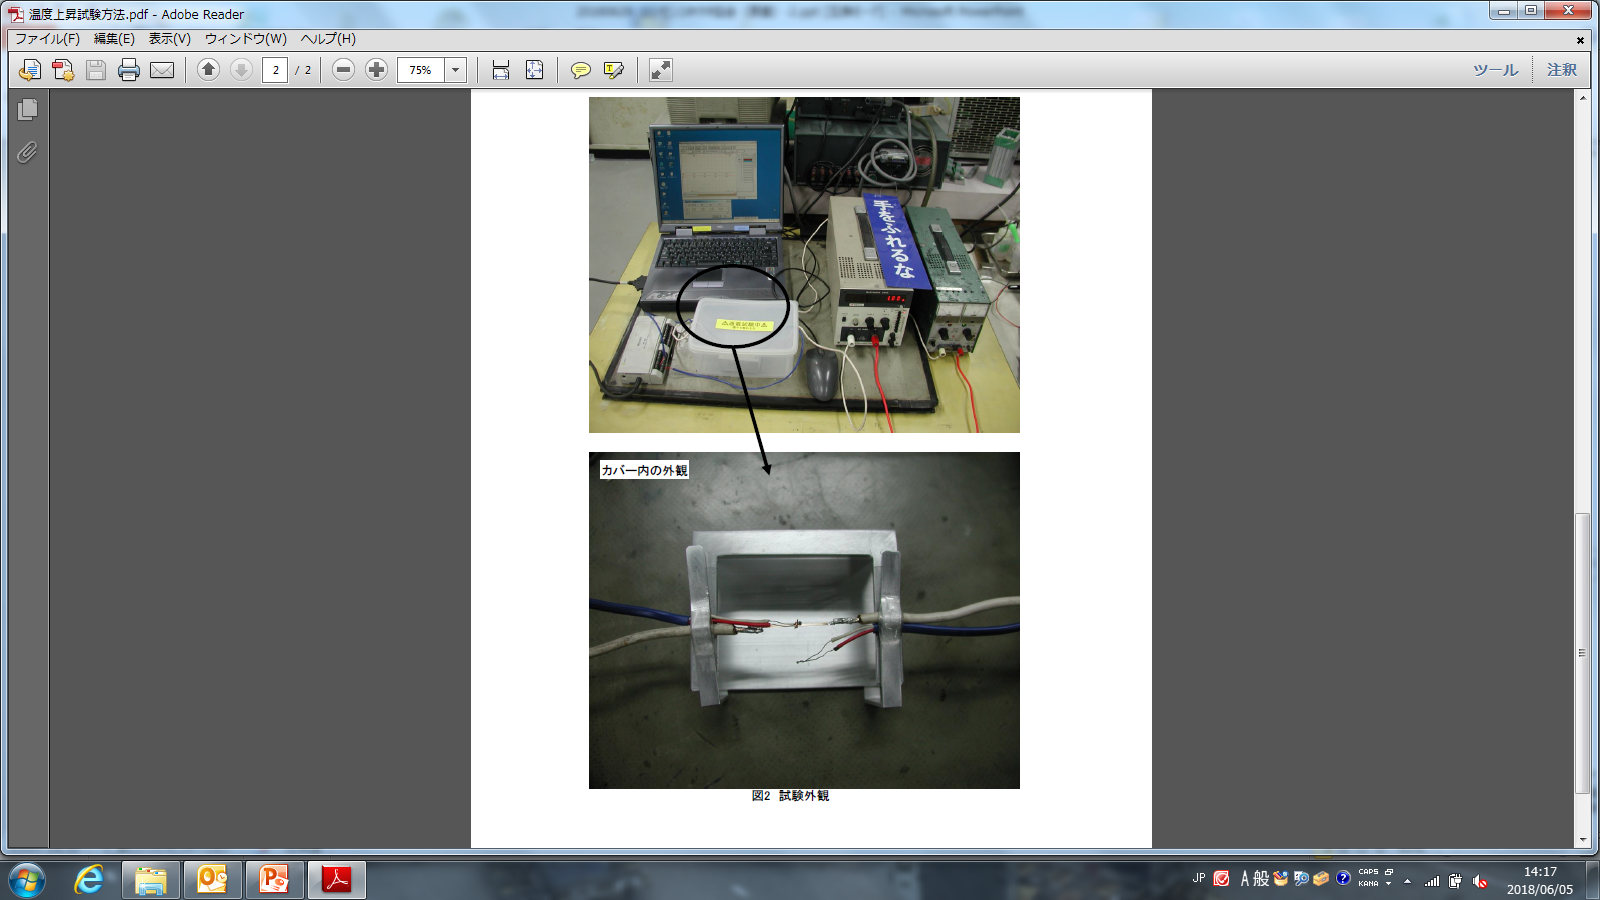 温度上昇試験方法.pdf - Adobe Reader
ファイル(F) 編集(E) 表示(V) ウィンドウ(W) ヘルプ(H)
2 / 2
75%
ツール 注釈
手をふれるな
カバー内の外観
図2 試験外観
JP
A 般
CAPS
KANA
14:17
2018/06/05